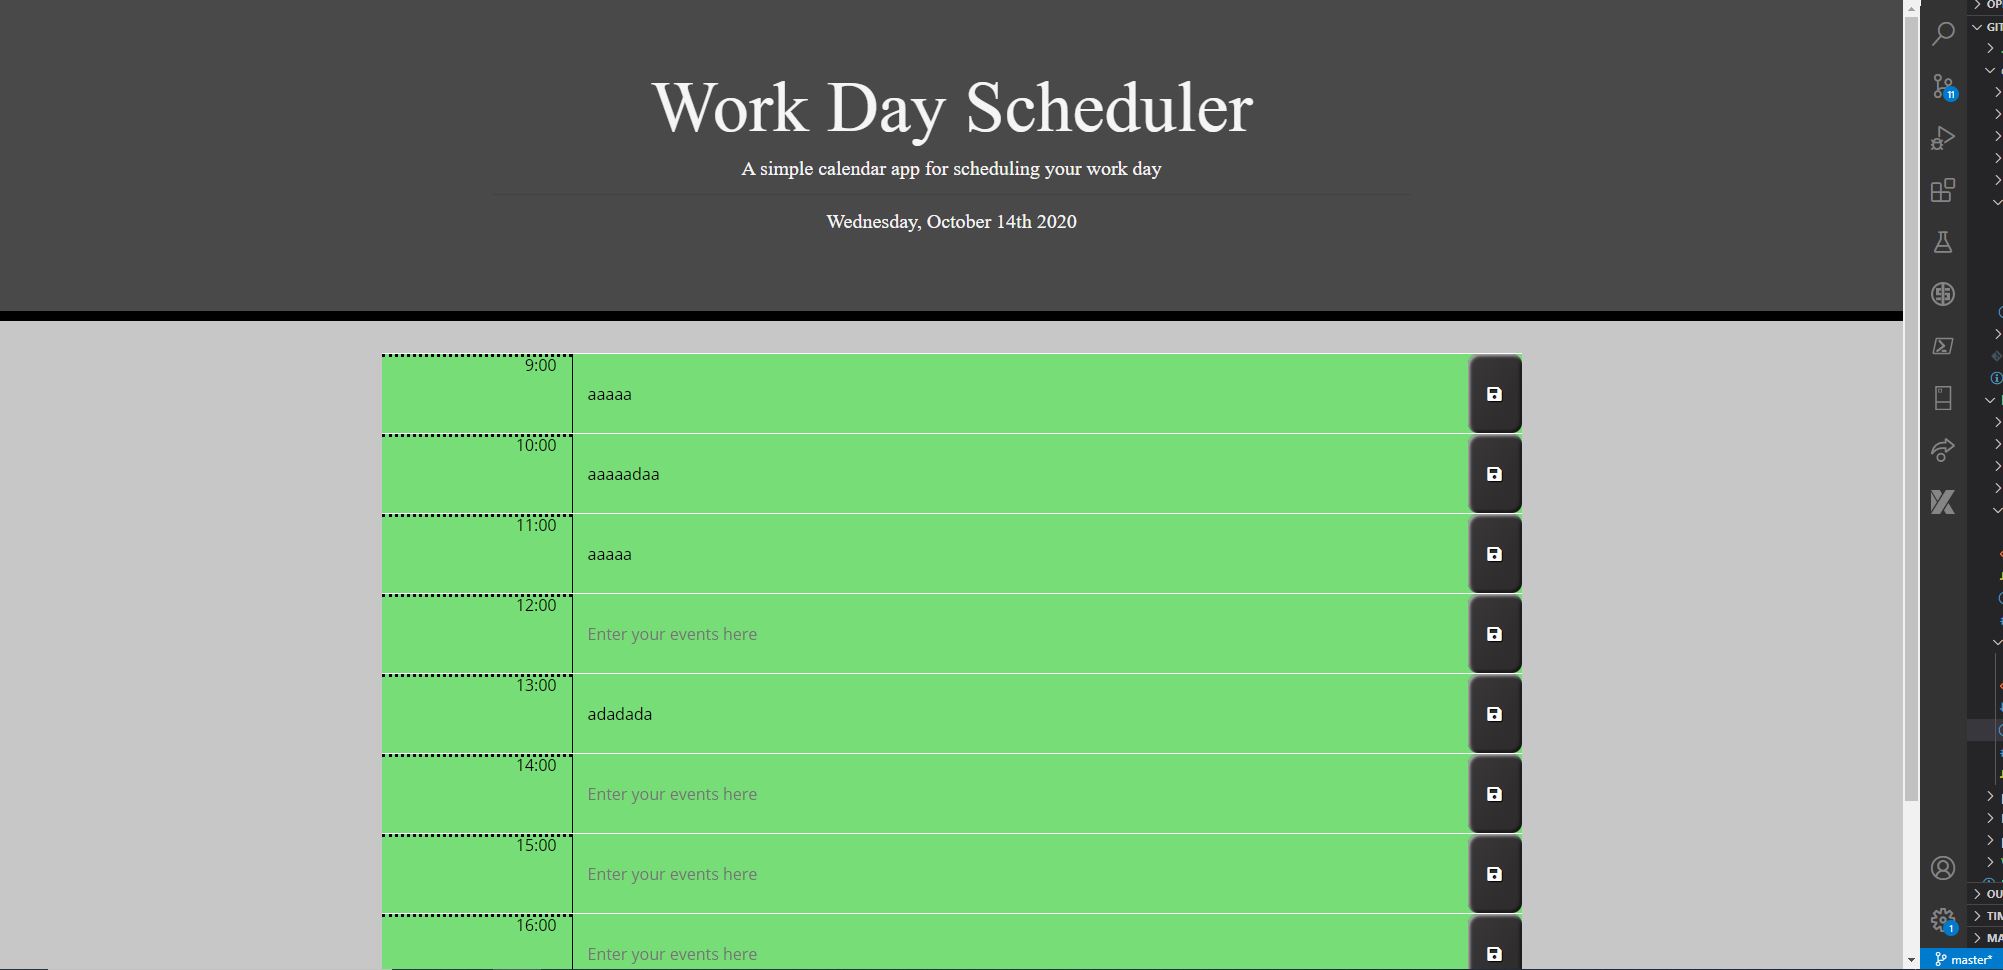 Work Day Scheduler
A simple calendar app for scheduling your work day
Wednesday, October 14th 2020
9:00
aaaaa
10:00
aaaaadaa
11:00
aaaaa
12:00
Enter your events here
13:00
adadada
14:00
Enter your events here
15:00
Enter your events here
16:00
Enter your events here
OP
GIT
11
OU
TIM
MA
1
master*